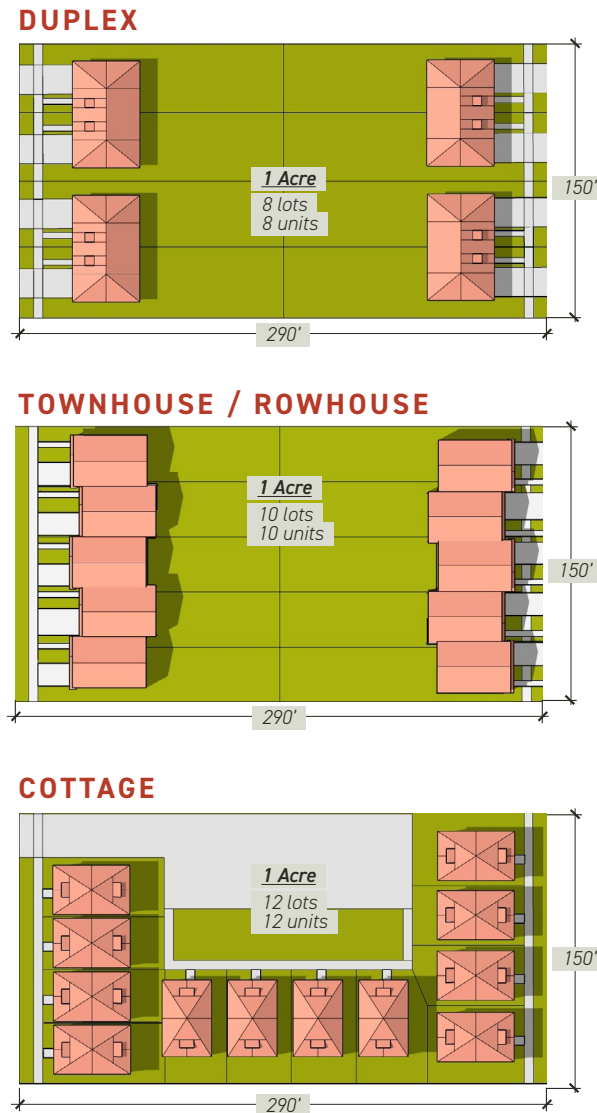 DUPLEX
1 Acre
8 lots
8 units
150'
290'
TOWNHOUSE / ROWHOUSE
1 Acre
10 lots
10 units
150'
290'
COTTAGE
1 Acre
12 lots
12 units
150'
290'